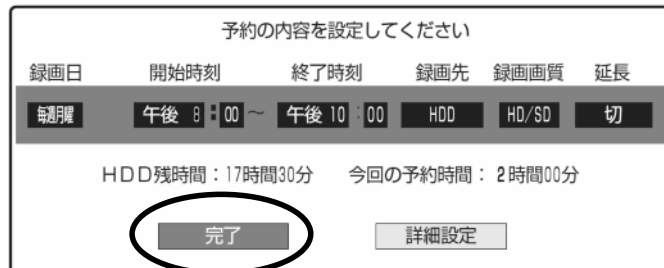 予約の内容を設定してください
録画日 開始時刻 終了時刻 録画先 録画画質 延長
毎週月曜 午後 8:00 ~ 午後 10:00 HDD HD/SD 切
HDD残時間:17時間30分 今回の予約時間: 2時間00分
完了 詳細設定